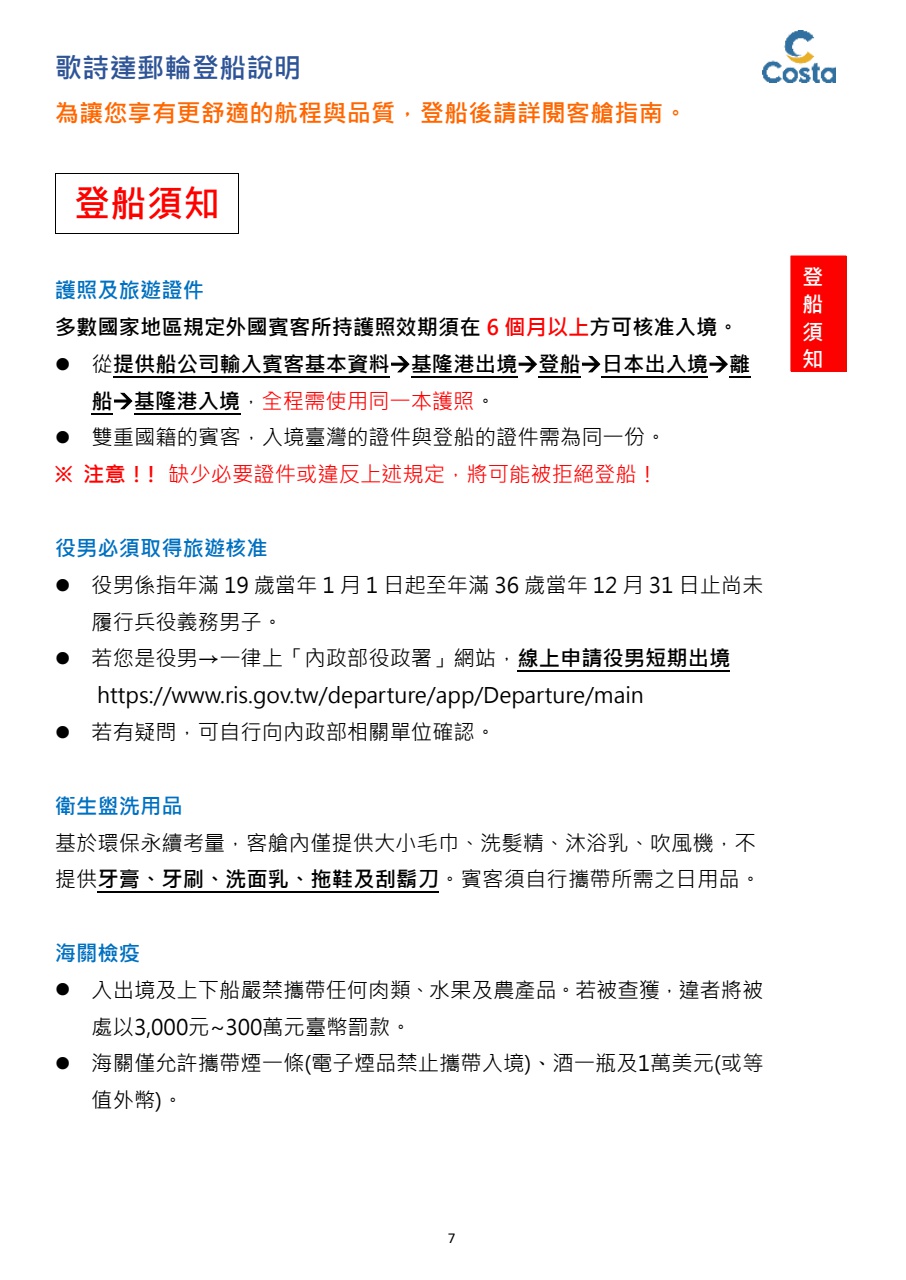 歌詩達郵輪登船說明
Costa
為讓您享有更舒適的航程與品質，登船後請詳閱客艙指南。
登船須知
登船須知
護照及旅遊證件
多數國家地區規定外國賓客所持護照效期須在 6 個月以上方可核准入境。
● 從提供船公司輸入賓客基本資料→基隆港出境→登船→日本出入境→離
船→基隆港入境，全程需使用同一本護照。
● 雙重國籍的賓客，入境臺灣的證件與登船的證件需為同一份。
※ 注意！！ 缺少必要證件或違反上述規定，將可能被拒絕登船！
役男必須取得旅遊核准
● 役男係指年滿 19 歲當年 1 月 1 日起至年滿 36 歲當年 12 月 31 日止尚未
履行兵役義務男子。
● 若您是役男→一律上「內政部役政署」網站，線上申請役男短期出境
https://www.ris.gov.tw/departure/app/Departure/main
● 若有疑問，可自行向內政部相關單位確認。
衛生盥洗用品
基於環保永續考量，客艙內僅提供大小毛巾、洗髮精、沐浴乳、吹風機，不
提供牙膏、牙刷、洗面乳、拖鞋及刮鬍刀。賓客須自行攜帶所需之日用品。
海關檢疫
● 入出境及上下船嚴禁攜帶任何肉類、水果及農產品。若被查獲，違者將被
處以3,000元~300萬元臺幣罰款。
● 海關僅允許攜帶煙一條(電子煙品禁止攜帶入境)、酒一瓶及1萬美元(或等
值外幣)。
7